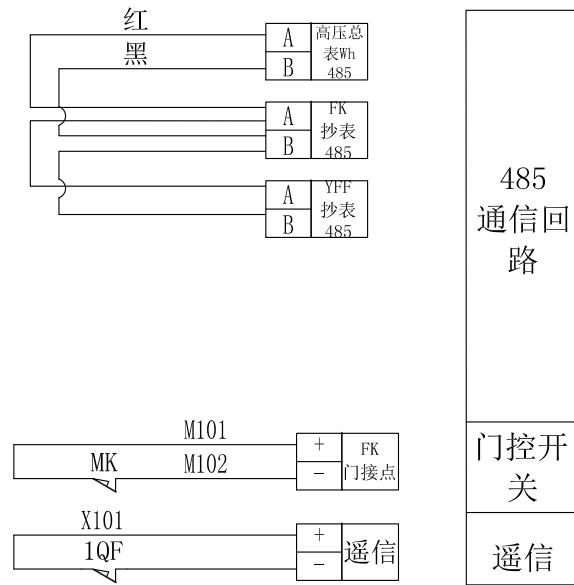 红
黑
A
B
高压总
表Wh
485
A
B
FK
抄表
485
A
B
YFF
抄表
485
485
通信回
路
M101
MK
M102
+
−
FK
门接点
门控开
关
X101
1QF
+
−
遥信
遥信